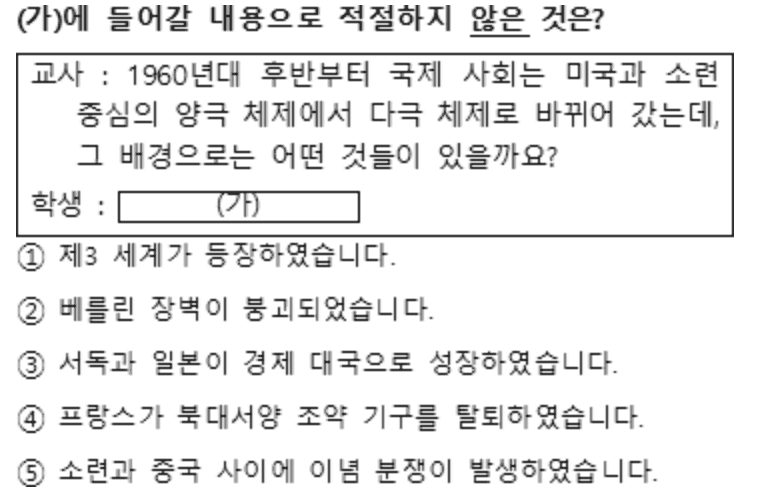 (가)에 들어갈 내용으로 적절하지 않은 것은?
교사 : 1960년대 후반부터 국제 사회는 미국과 소련
중심의 양극 체제에서 다극 체제로 바뀌어 갔는데,
그 배경으로는 어떤 것들이 있을까요?
학생 : (가)
① 제3 세계가 등장하였습니다.
② 베를린 장벽이 붕괴되었습니다.
③ 서독과 일본이 경제 대국으로 성장하였습니다.
④ 프랑스가 북대서양 조약 기구를 탈퇴하였습니다.
⑤ 소련과 중국 사이에 이념 분쟁이 발생하였습니다.